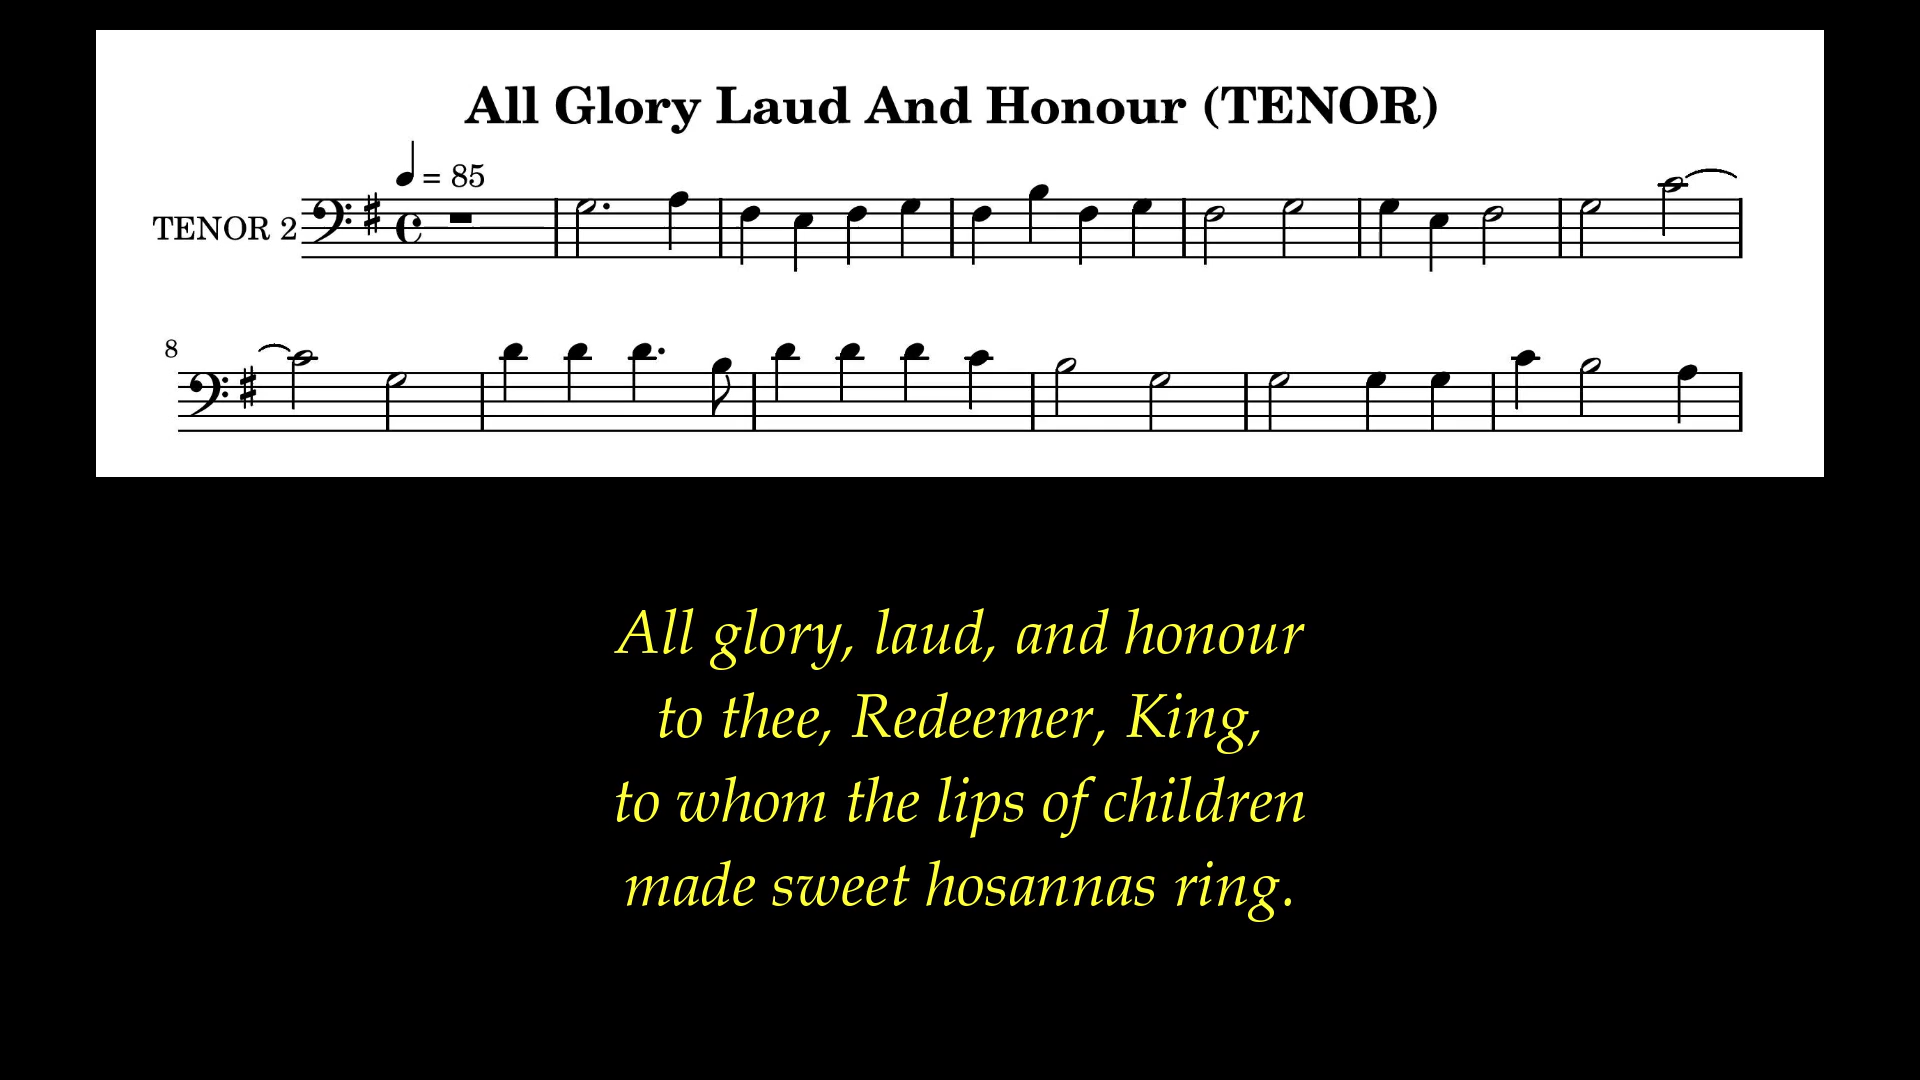 All Glory Laud And Honour (TENOR)
= 85
TENOR 2
8
All glory, laud, and honour
to thee, Redeemer, King,
to whom the lips of children
made sweet hosannas ring.